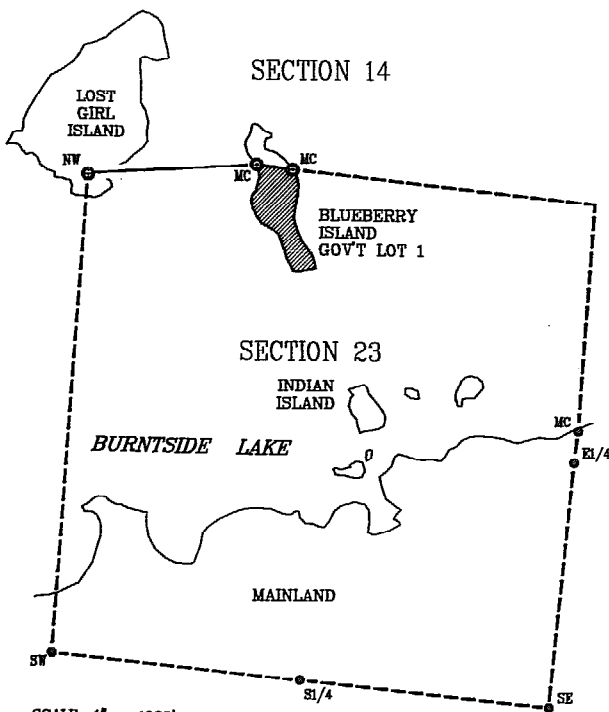 SECTION 14
LOST
GIRL
ISLAND
NW
MC
MC
BLUEBERRY
ISLAND
GOV'T LOT 1
SECTION 23
INDIAN
ISLAND
MC
E1/4
BURNTSIDE LAKE
MAINLAND
SW
S1/4
SE